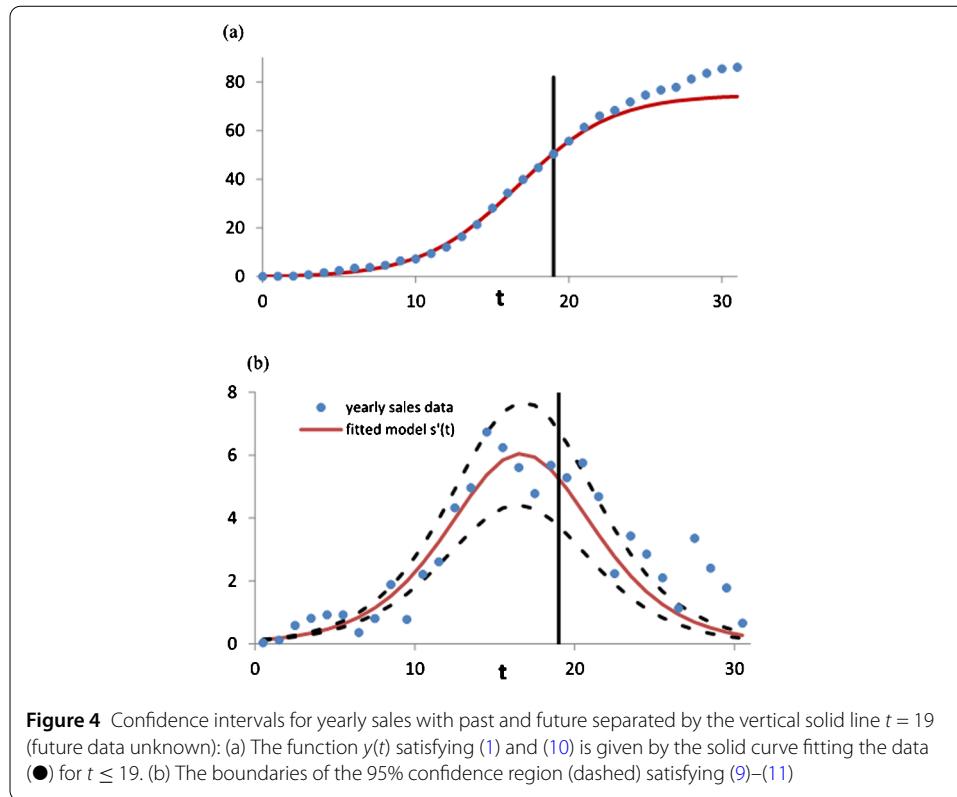 (a)
80
60
40
20
0
0 10 20 30
t
(b)
8
yearly sales data
fitted model s'(t)
6
4
2
0
0 10 20 30
t
Figure 4 Confidence intervals for yearly sales with past and future separated by the vertical solid line t = 19
(future data unknown): (a) The function y(t) satisfying (1) and (10) is given by the solid curve fitting the data
(●) for t ≤ 19. (b) The boundaries of the 95% confidence region (dashed) satisfying (9)–(11)